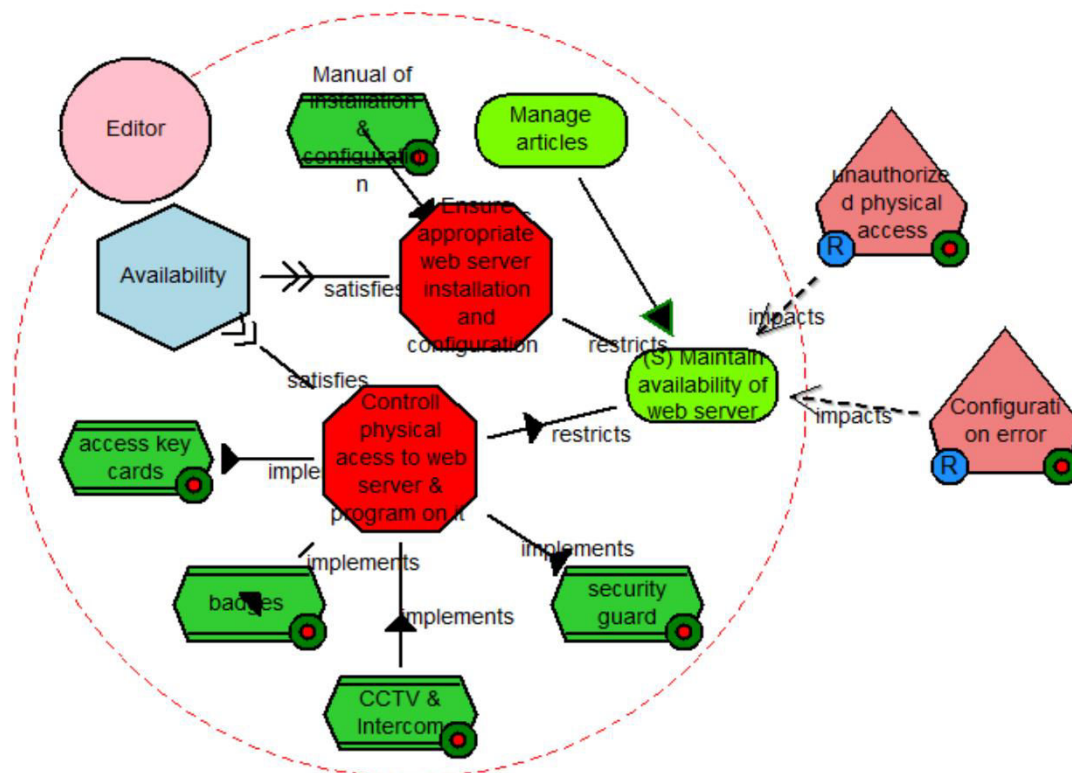 Editor
Manual of
installation
&
configuration
n
Manage
articles
unauthorize
d physical
access
R
Availability
satisfies
Ensure
appropriate
web server
installation
and
configuration
restricts
impacts
(S) Maintain
availability of
web server
satisfies
Configurati
on error
R
impacts
Controll
physical
acess to web
server &
program on it
restricts
access key
cards
implements
implements
badges
implements
implements
security
guard
CCTV &
Intercom